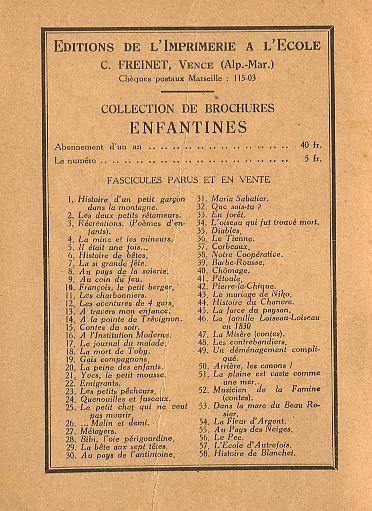 EDITIONS DE L'IMPRIMERIE A L'ECOLE
C. FREINET, VENCE (Alp.-Mar.)
Chèques postaux Marseille : 115-03
COLLECTION DE BROCHURES
ENFANTINES
Abonnement d'un an .. .. .. .. .. .. .. .. .. .. 40 fr.
Le numéro .. .. .. .. .. .. .. .. .. .. .. .. .. 5 fr.
FASCICULES PARUS ET EN VENTE
1. Histoire d'un petit garçon
dans la montagne.
2. Les deux petits rétameurs.
3. Récréations. (Poèmes d'en-
fants).
4. La mine et les mineurs.
5. Il était une fois...
6. Histoire de bêtes.
7. La si grande fête.
8. Au pays de la soierie.
9. Au coin du feu.
10. François, le petit berger.
11. Les charbonniers.
12. Les aventures de 4 gars.
13. A travers mon enfance.
14. A la pointe de Trévignon.
15. Contes du soir.
16. A l'Institution Moderne.
17. Le journal du malade.
18. La mort de Toby.
19. Gais compagnons.
20. La peine des enfants.
21. Yves, le petit mousse.
22. Emigrants.
23. Les petits pêcheurs.
24. Quenouilles et fuseaux.
25. Le petit chat qui ne veut
pas mourir.
26. ... Malin et demi.
27. Métayers.
28. Bibi, l'oie périgourdine.
29. La bête aux sept têtes.
30. Au pays de l'antimoine.
31. Maria Sabatier.
32. Que sais-tu ?
33. En forêt.
34. L'oiseau qui fut trouvé mort.
35. Diables.
36. Le Tienne.
37. Corbeaux.
38. Notre Coopérative.
39. Barbe-Rousse.
40. Chômage.
41. Pétoule.
42. Pierre-la-Chique.
43. Le mariage de Niko.
44. Histoire du Chanvre.
45. La farce du paysan.
46. La famille Loiseau-Loiseau
en 1830
47. La Misère (contes).
48. Les contrebandiers.
49. Un déménagement compli-
qué.
50. Arrière, les canons !
51. La plaine est vaste comme
une mer...
52. Musicien de la Famine
(contes).
53. Dans la mare du Beau Ro-
sier.
54. La Fleur d'Argent.
55. Au Pays des Neiges.
56. Le Pec.
57. L'Ecole d'Autrefois.
58. Histoire de Blanchet.